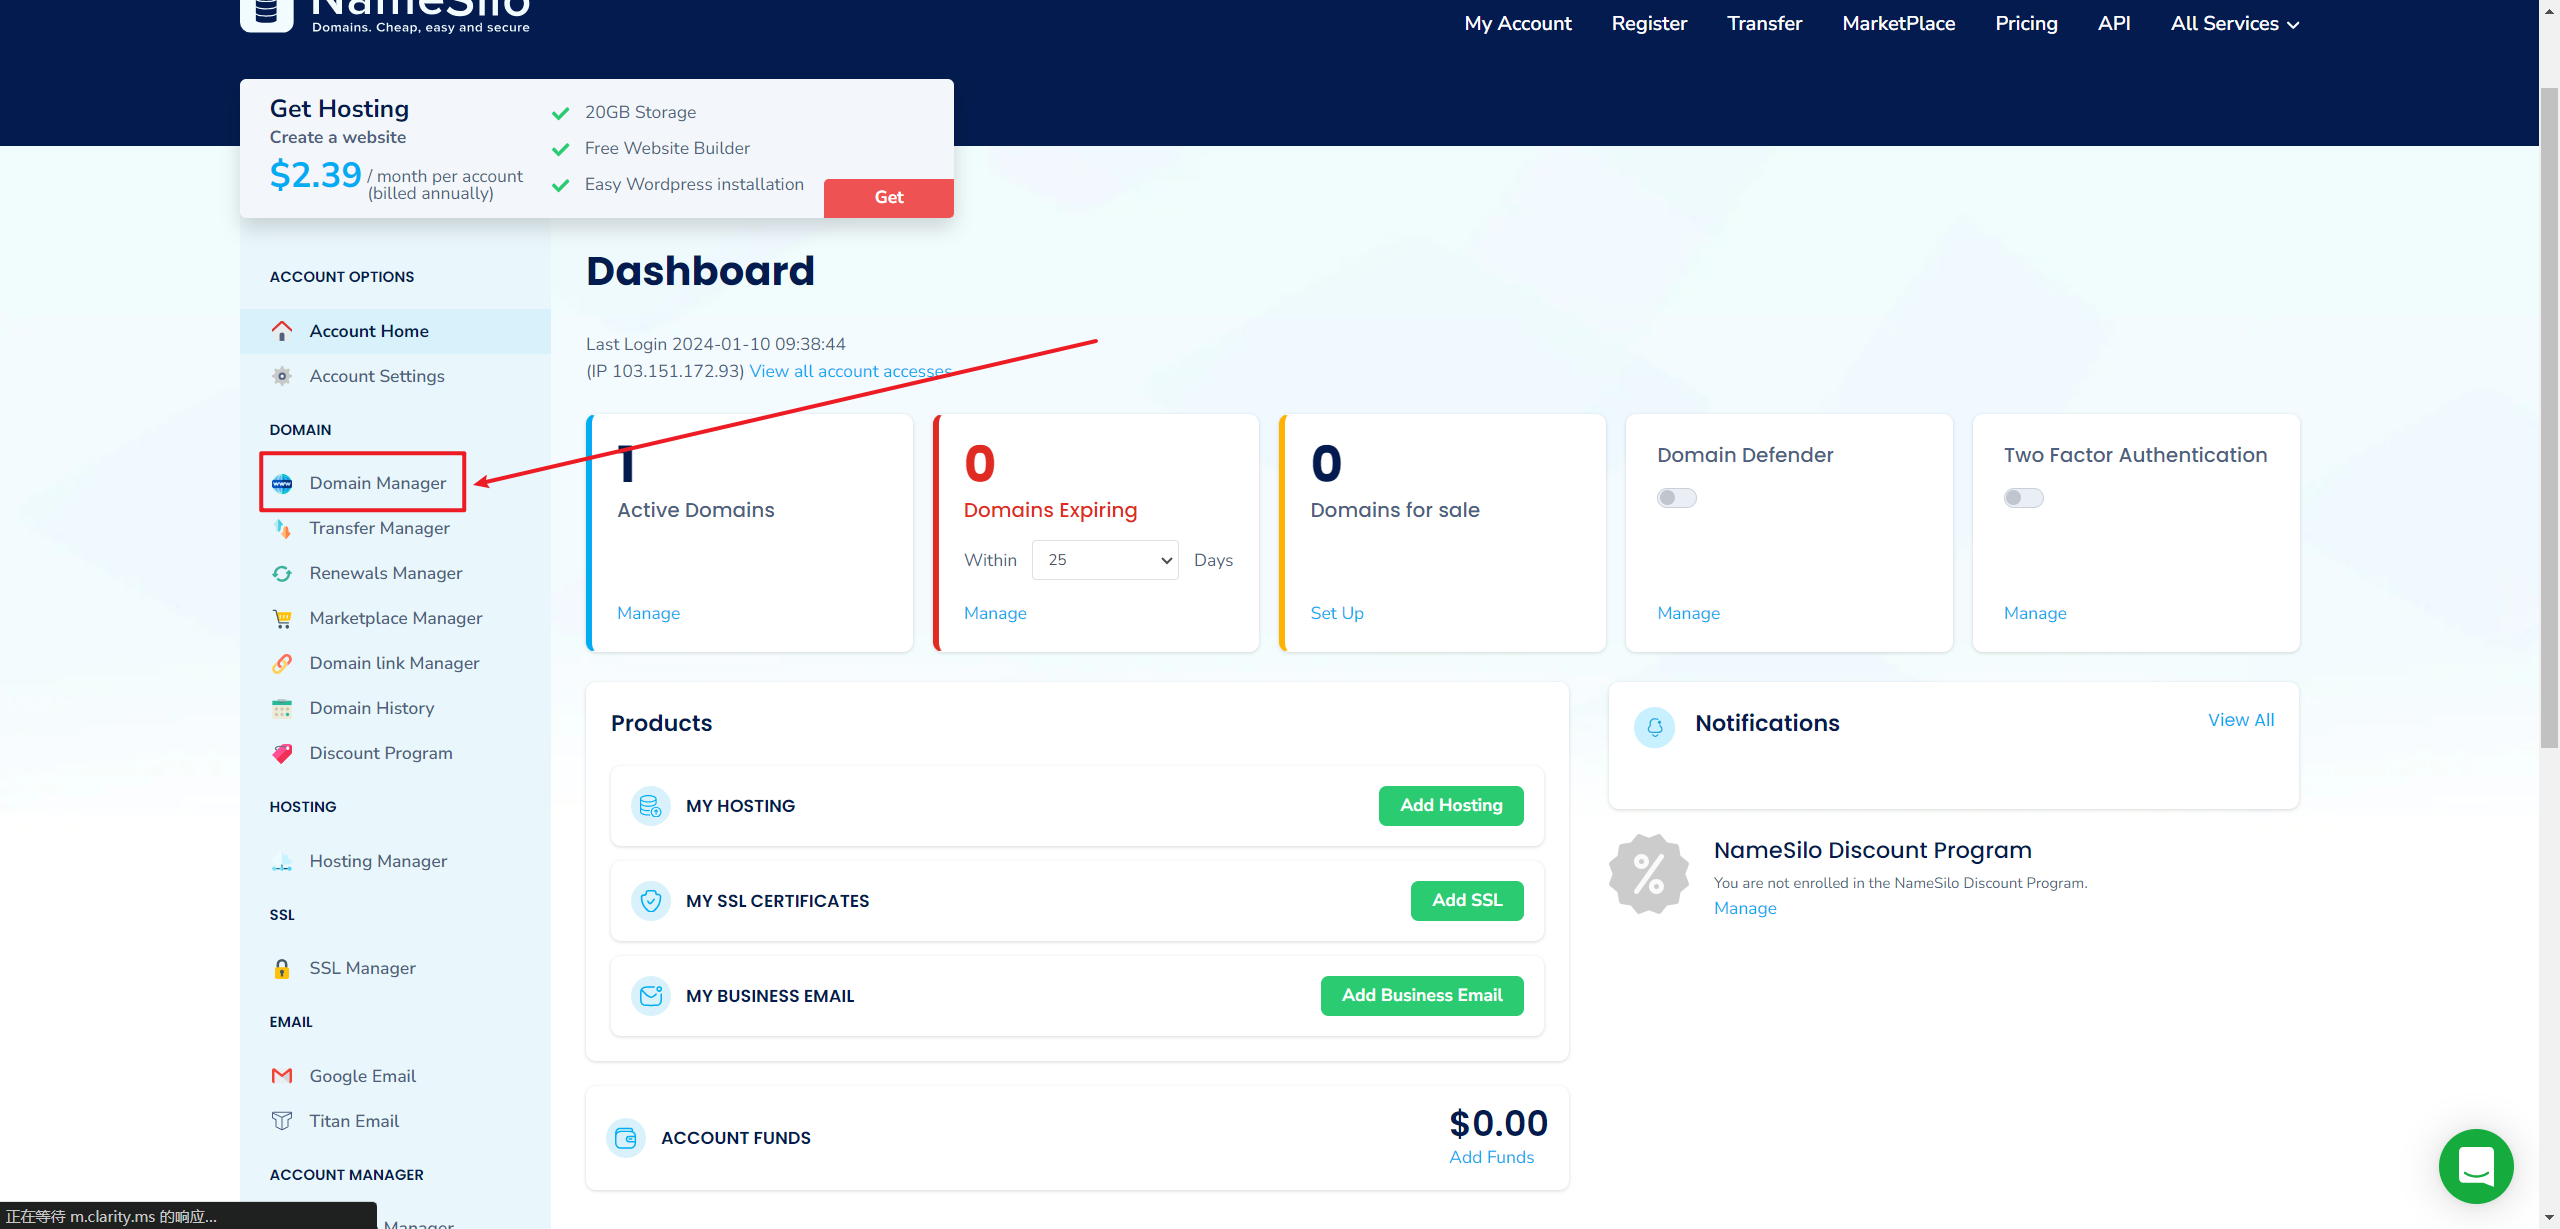 NameSilo
Domains. Cheap, easy and secure
My Account
Register
Transfer
MarketPlace
Pricing
API
All Services
Get Hosting
Create a website
$2.39 / month per account
(billed annually)
20GB Storage
Free Website Builder
Easy Wordpress installation
Get
ACCOUNT OPTIONS
Account Home
Account Settings
DOMAIN
www
Domain Manager
Transfer Manager
Renewals Manager
Marketplace Manager
Domain link Manager
Domain History
Discount Program
HOSTING
Hosting Manager
SSL
SSL Manager
EMAIL
Google Email
Titan Email
ACCOUNT MANAGER
Manager
Dashboard
Last Login 2024-01-10 09:38:44
(IP 103.151.172.93) View all account accesses
1
Active Domains
Manage
0
Domains Expiring
Within 25 Days
Manage
0
Domains for sale
Set Up
Domain Defender
Manage
Two Factor Authentication
Manage
Products
MY HOSTING
Add Hosting
MY SSL CERTIFICATES
Add SSL
MY BUSINESS EMAIL
Add Business Email
ACCOUNT FUNDS
$0.00
Add Funds
Notifications
View All
%
NameSilo Discount Program
You are not enrolled in the NameSilo Discount Program.
Manage
正在等待 m.clarity.ms 的响应...